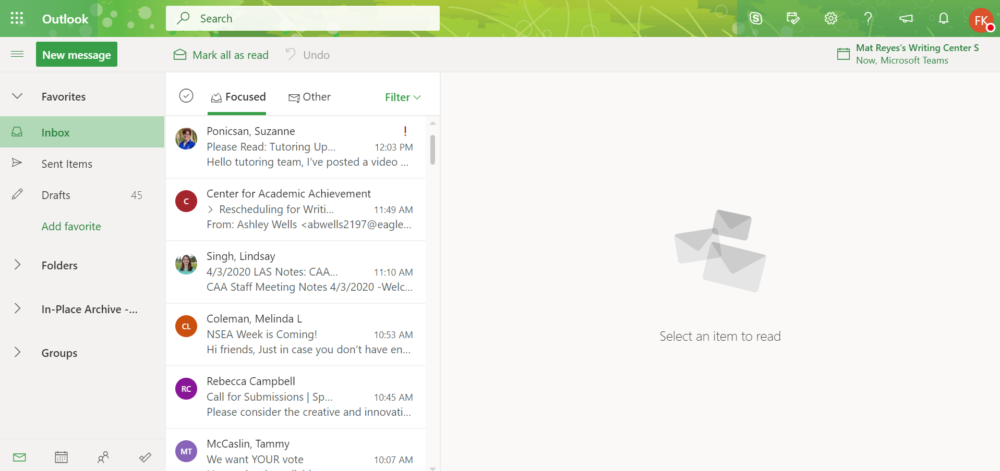 Outlook
Search
FK
New message
Mark all as read
Undo
Mat Reyes's Writing Center S
Now, Microsoft Teams
Favorites
Inbox
Sent Items
Drafts 45
Add favorite
Folders
In-Place Archive -...
Groups
Focused
Other
Filter
Ponicsan, Suzanne !
Please Read: Tutoring Up... 12:03 PM
Hello tutoring team, I’ve posted a video ...
C
Center for Academic Achievement
> Rescheduling for Writi... 11:49 AM
From: Ashley Wells <abwells2197@eagle...
Singh, Lindsay
4/3/2020 LAS Notes: CAA... 11:10 AM
CAA Staff Meeting Notes 4/3/2020 -Welc...
CL
Coleman, Melinda L
NSEA Week is Coming! 10:53 AM
Hi friends, Just in case you don’t have en...
RC
Rebecca Campbell
Call for Submissions | Sp... 10:45 AM
Please consider the creative and innovati...
MT
McCaslin, Tammy
We want YOUR vote 10:07 AM
Select an item to read